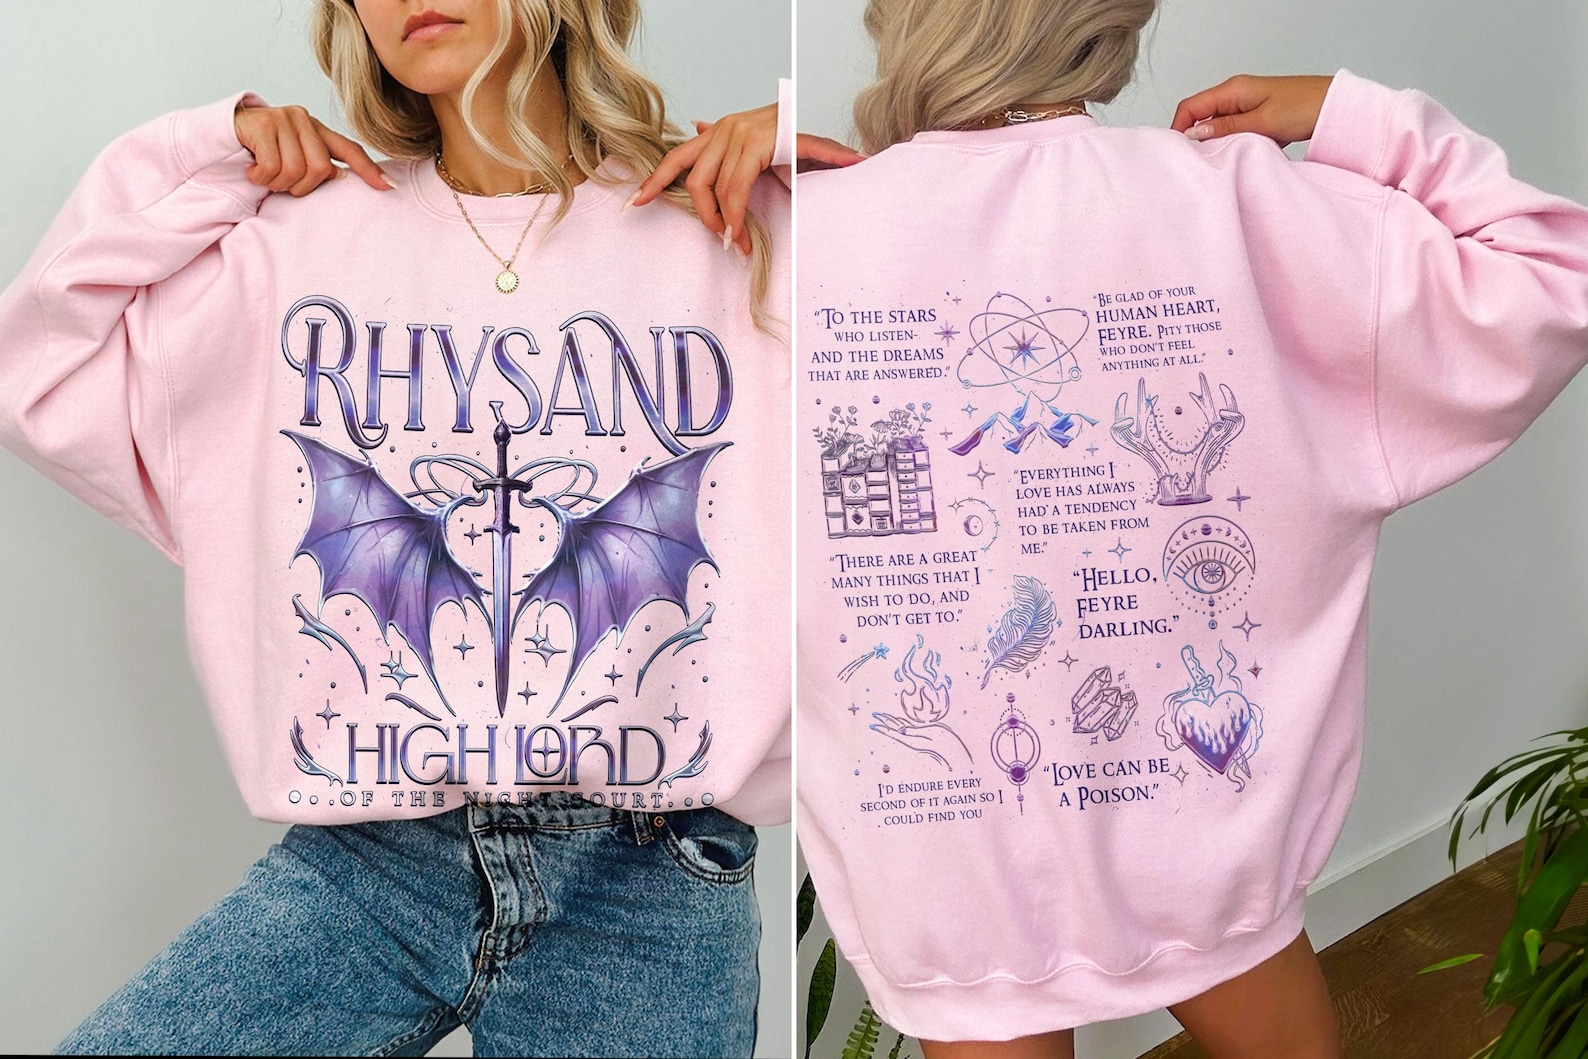 RHYSAND
HIGH LORD
OF THE NIGHT COURT
"TO THE STARS
WHO LISTEN-
AND THE DREAMS
THAT ARE ANSWERED."
"BE GLAD OF YOUR
HUMAN HEART,
FEYRE. PITY THOSE
WHO DON'T FEEL
ANYTHING AT ALL."
"EVERYTHING I
LOVE HAS ALWAYS
HAD A TENDENCY
TO BE TAKEN FROM
ME."
"THERE ARE A GREAT
MANY THINGS THAT I
WISH TO DO, AND
DON'T GET TO."
"HELLO,
FEYRE
DARLING."
I'D ENDURE EVERY
SECOND OF IT AGAIN SO I
COULD FIND YOU
"LOVE CAN BE
A POISON."